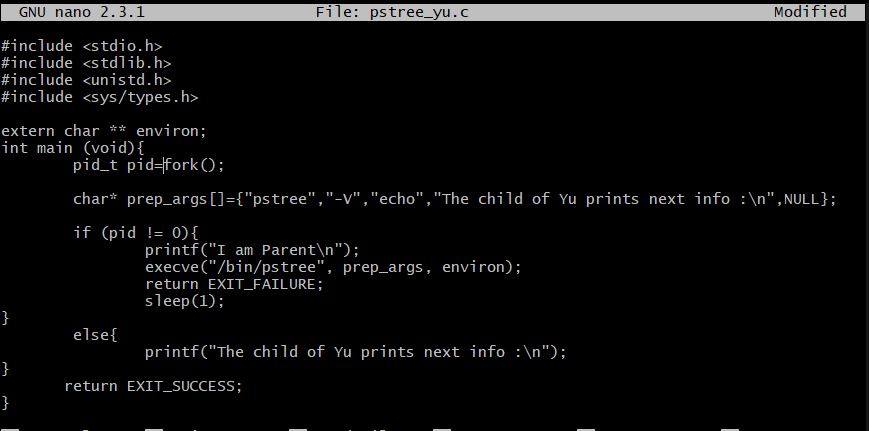 GNU nano 2.3.1 File: pstree_yu.c Modified
#include <stdio.h>
#include <stdlib.h>
#include <unistd.h>
#include <sys/types.h>
extern char ** environ;
int main (void){
pid_t pid=fork();
char* prep_args[]={"pstree","-V","echo","The child of Yu prints next info :\n",NULL};
if (pid != 0){
printf("I am Parent\n");
execve("/bin/pstree", prep_args, environ);
return EXIT_FAILURE;
sleep(1);
}
else{
printf("The child of Yu prints next info :\n");
}
return EXIT_SUCCESS;
}